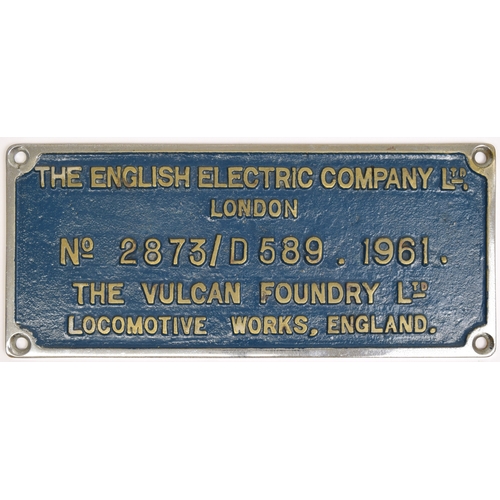 THE ENGLISH ELECTRIC COMPANY LTD.
LONDON
No 2873/D589 . 1961.
THE VULCAN FOUNDRY LTD
LOCOMOTIVE WORKS, ENGLAND.